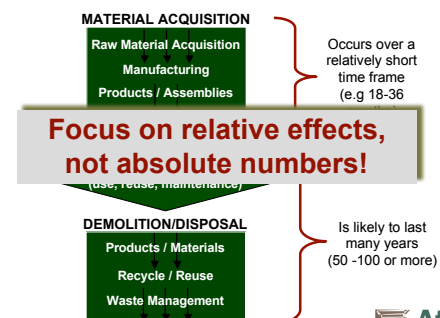 MATERIAL ACQUISITION
Raw Material Acquisition
Manufacturing
Products / Assemblies
Occurs over a
relatively short
time frame
(e.g 18-36
Focus on relative effects,
not absolute numbers!
(use, reuse, maintenance)
DEMOLITION/DISPOSAL
Products / Materials
Recycle / Reuse
Waste Management
Is likely to last
many years
(50 -100 or more)